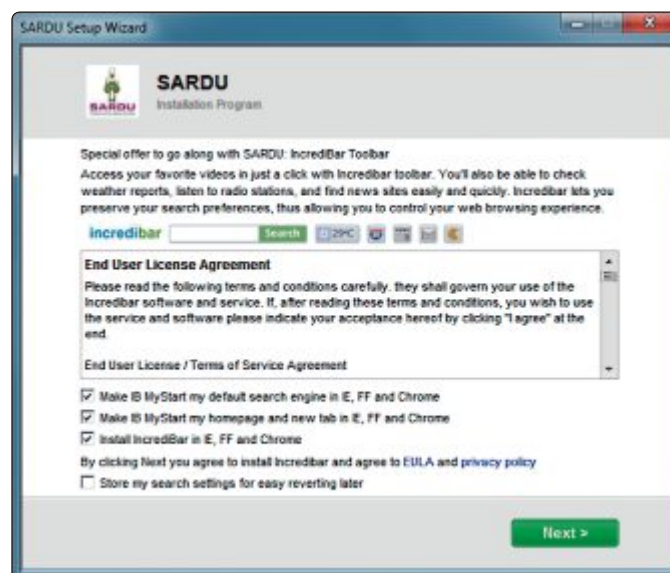 SARDU Setup Wizard
SARDU
SARDU
Installation Program
Special offer to go along with SARDU: IncrediBar Toolbar
Access your favorite videos in just a click with Incredibar toolbar. You'll also be able to check
weather reports, listen to radio stations, and find news sites easily and quickly. Incredibar lets you
preserve your search preferences, thus allowing you to control your web browsing experience.
incredibar Search 29°C
End User License Agreement
Please read the following terms and conditions carefully. they shall govern your use of the
Incredibar software and service. If, after reading these terms and conditions, you wish to use
the service and software please indicate your acceptance hereof by clicking "I agree" at the
end.
End User License / Terms of Service Agreement
Make IB MyStart my default search engine in IE, FF and Chrome
Make IB MyStart my homepage and new tab in IE, FF and Chrome
Install IncrediBar in IE, FF and Chrome
By clicking Next you agree to install Incredibar and agree to EULA and privacy policy
Store my search settings for easy reverting later
Next >